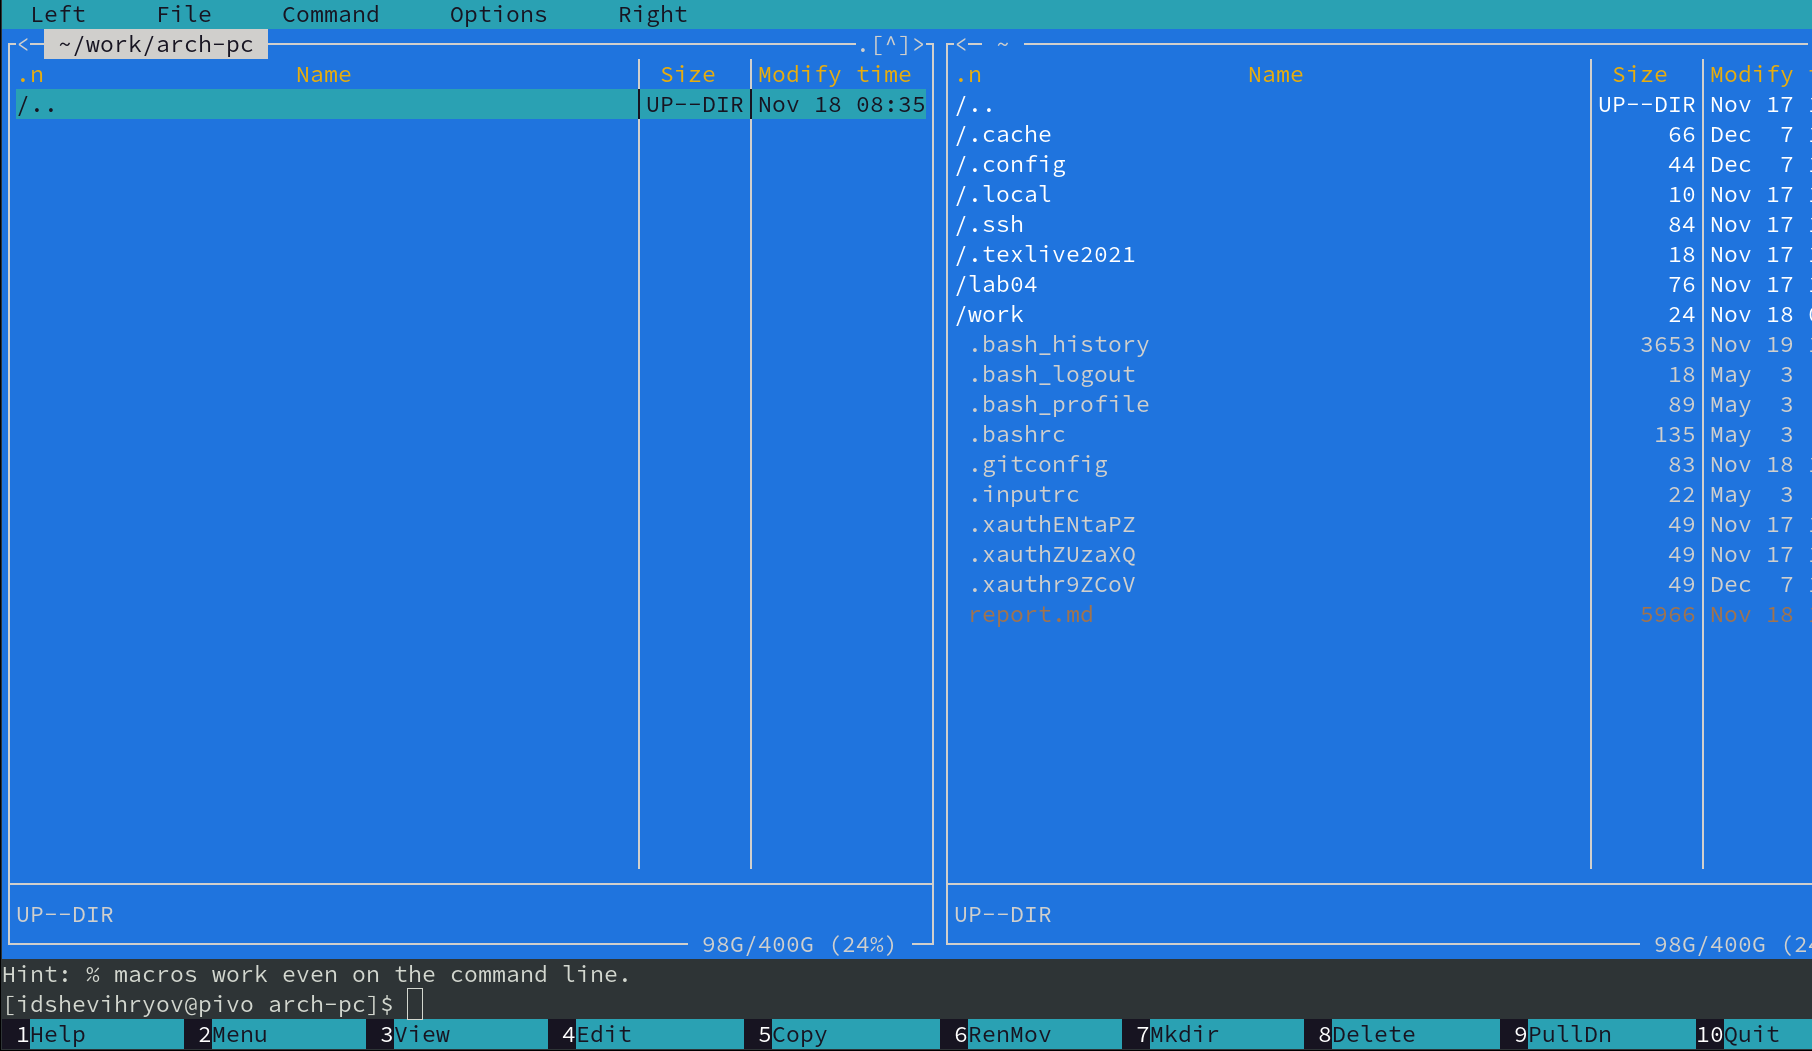 Left File Command Options Right
<─ ~/work/arch-pc .[^]> <─ ~
.n Name Size Modify time .n Name Size Modify
/.. UP--DIR Nov 18 08:35 /.. UP--DIR Nov 17
/.cache 66 Dec 7
/.config 44 Dec 7
/.local 10 Nov 17
/.ssh 84 Nov 17
/.texlive2021 18 Nov 17
/lab04 76 Nov 17
/work 24 Nov 18
.bash_history 3653 Nov 19
.bash_logout 18 May 3
.bash_profile 89 May 3
.bashrc 135 May 3
.gitconfig 83 Nov 18
.inputrc 22 May 3
.xauthENtaPZ 49 Nov 17
.xauthZUzaXQ 49 Nov 17
.xauthr9ZCoV 49 Dec 7
report.md 5966 Nov 18
UP--DIR UP--DIR
98G/400G (24%) 98G/400G
Hint: % macros work even on the command line.
[idshevihryov@pivo arch-pc]$
1Help 2Menu 3View 4Edit 5Copy 6RenMov 7Mkdir 8Delete 9PullDn 10Quit